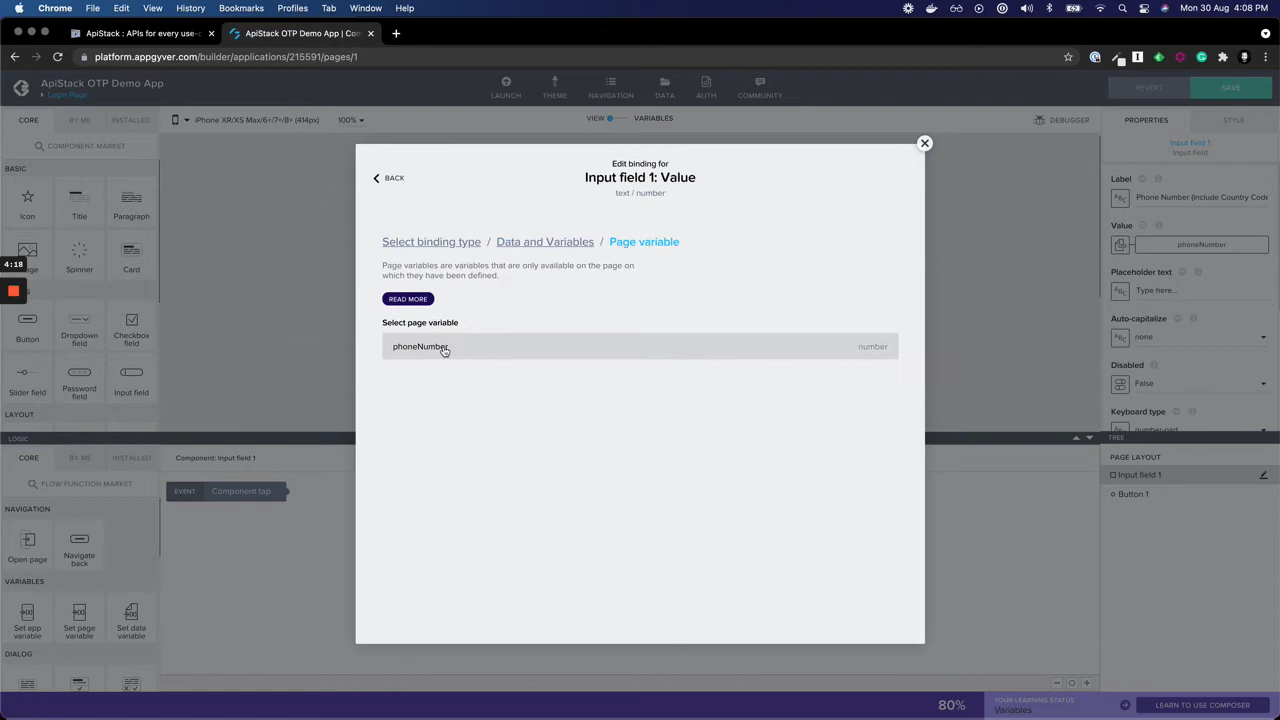 Chrome File Edit View History Bookmarks Profiles Tab Window Help
Sun 8 Aug 4:08 PM
ApiStack : APIs for every use-c
ApiStack OTP Demo App | Com
platform.appgyver.com/builder/applications/215591/pages/1
ApiStack OTP Demo App
Login Page
LAUNCH
THEME
NAVIGATION
DATA
AUTH
COMMUNITY
REVERT
SAVE
CORE
BY ME
INSTALLED
iPhone XR/XS Max/6+/7+/8+ (414px)
100%
VIEW
VARIABLES
DEBUGGER
PROPERTIES
STYLE
COMPONENT MARKET
BASIC
Icon
Title
Paragraph
Spinner
Card
4:18
Button
Dropdown field
Checkbox field
Slider field
Password field
Input field
LAYOUT
Edit binding for
BACK
Input field 1: Value
text / number
Select binding type / Data and Variables / Page variable
Page variables are variables that are only available on the page on
which they have been defined.
READ MORE
Select page variable
phoneNumber
number
Input field 1
Input field
Label
Phone Number (Include Country Code
Value
phoneNumber
Placeholder text
Type here...
Auto-capitalize
none
Disabled
False
Keyboard type
number-pad
LOGIC
TREE
CORE
BY ME
INSTALLED
Component: Input field 1
FLOW FUNCTION MARKET
EVENT
Component tap
NAVIGATION
Open page
Navigate back
VARIABLES
Set app variable
Set page variable
Set data variable
DIALOG
PAGE LAYOUT
Input field 1
Button 1
80%
YOUR LEARNING STATUS
Variables
LEARN TO USE COMPOSER